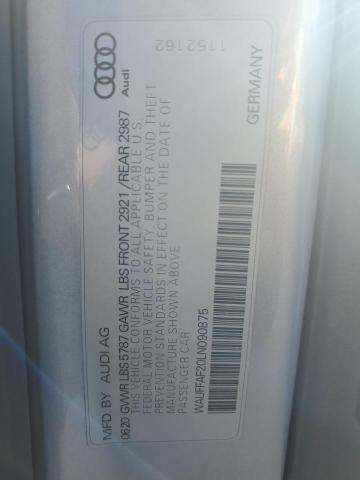 MFD. BY AUDI AG
0620 GVWR LBS 5787 GAWR LBS FRONT 2921 / REAR 2987
THIS VEHICLE CONFORMS TO ALL APPLICABLE U.S.
FEDERAL MOTOR VEHICLE SAFETY, BUMPER AND THEFT
PREVENTION STANDARDS IN EFFECT ON THE DATE OF
MANUFACTURE SHOWN ABOVE
PASSENGER CAR
WAUFFAF20LN090875
Audi
1152162
GERMANY